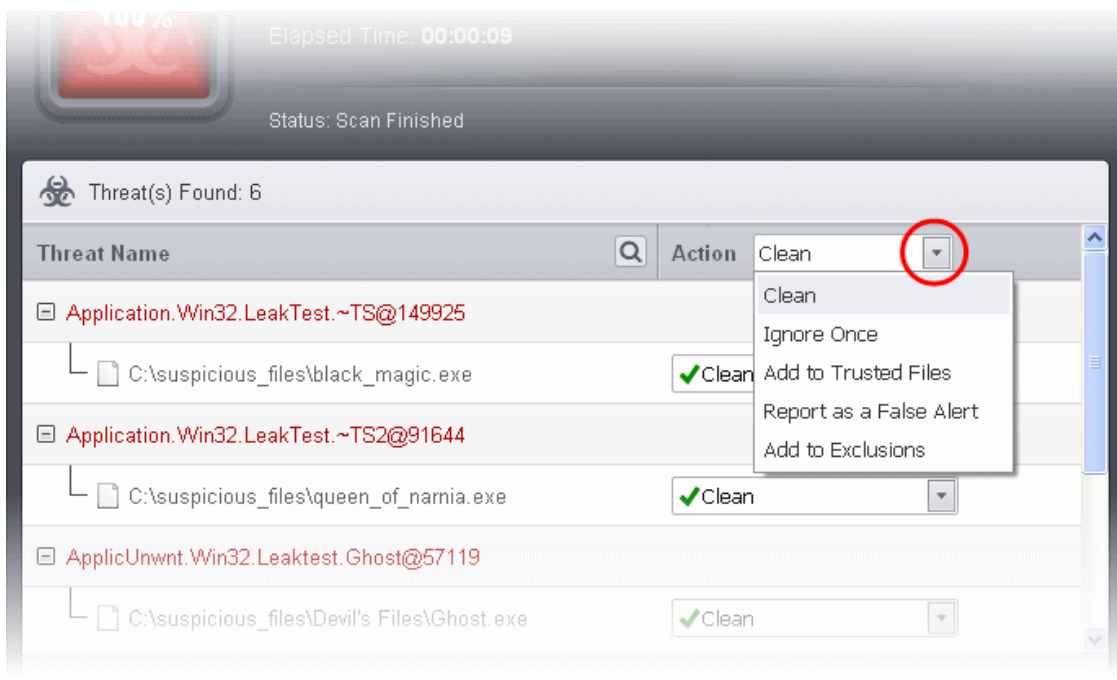 100%
Elapsed Time: 00:00:09
Status: Scan Finished
Threat(s) Found: 6
Threat Name
Action Clean
Clean
Ignore Once
Add to Trusted Files
Report as a False Alert
Add to Exclusions
Application.Win32.LeakTest.~TS@149925
C:\suspicious_files\black_magic.exe Clean
Application.Win32.LeakTest.~TS2@91644
C:\suspicious_files\queen_of_narnia.exe Clean
ApplicUnwnt.Win32.Leaktest.Ghost@57119
C:\suspicious_files\Devil's Files\Ghost.exe Clean